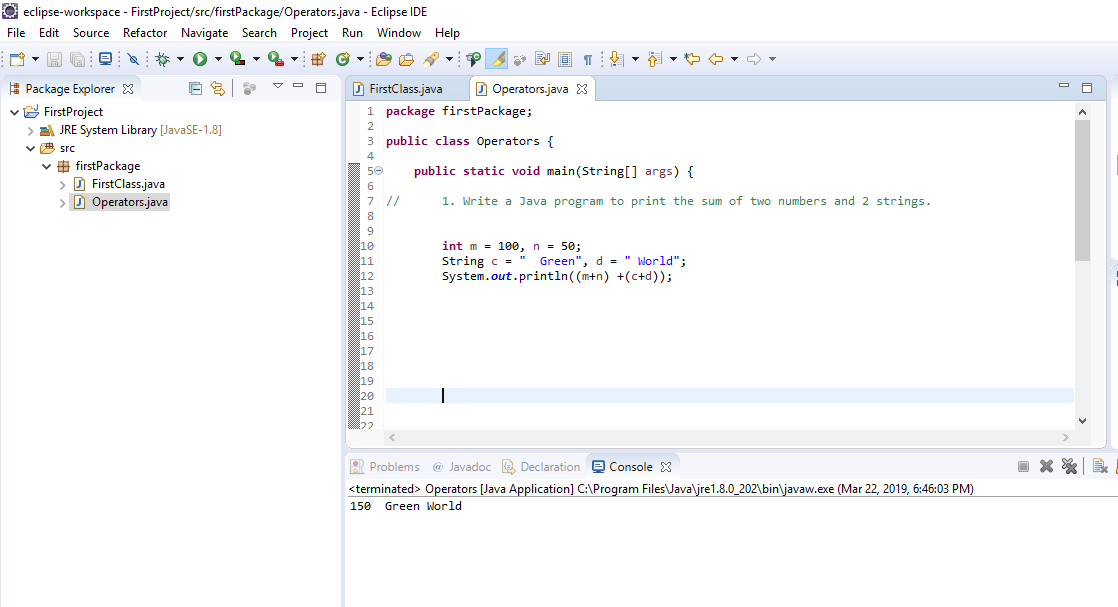 eclipse-workspace - FirstProject/src/firstPackage/Operators.java - Eclipse IDE
File Edit Source Refactor Navigate Search Project Run Window Help
Package Explorer
FirstProject
JRE System Library [JavaSE-1.8]
src
firstPackage
FirstClass.java
Operators.java
FirstClass.java Operators.java
1 package firstPackage;
2
3 public class Operators {
4
5 public static void main(String[] args) {
6
7 // 1. Write a Java program to print the sum of two numbers and 2 strings.
8
9
10 int m = 100, n = 50;
11 String c = "  Green", d = " World";
12 System.out.println((m+n) +(c+d));
13
14
15
16
17
18
19
20
21
22
Problems @ Javadoc Declaration Console
<terminated> Operators [Java Application] C:\Program Files\Java\jre1.8.0_202\bin\javaw.exe (Mar 22, 2019, 6:46:03 PM)
150  Green World